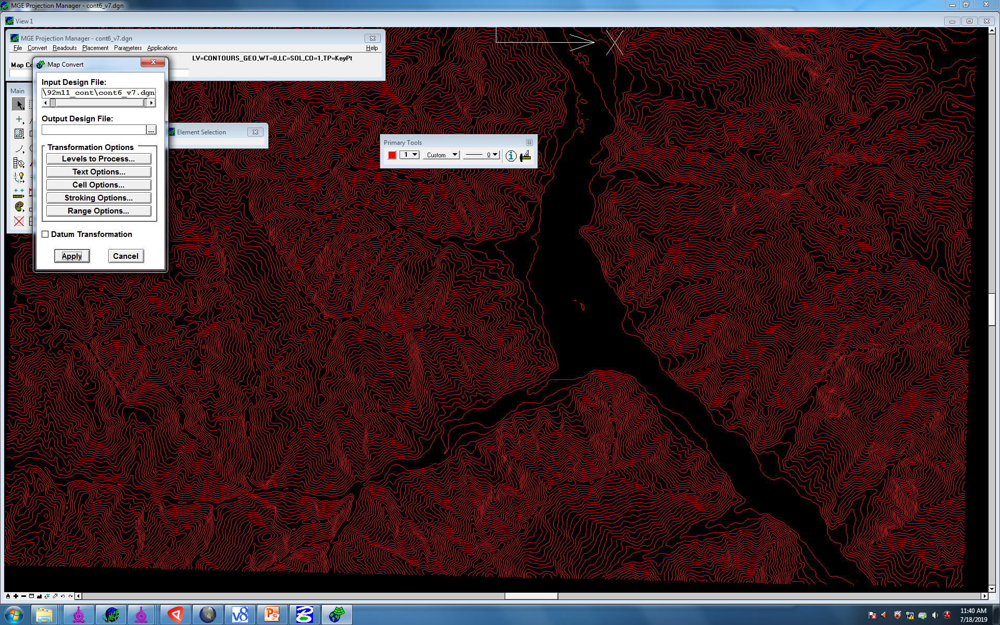 MGE Projection Manager - cont6_v7.dgn
View 1
MGE Projection Manager - cont6_v7.dgn
File Convert Readouts Placement Parameters Applications Help
LV=CONTOURS_GEO,WT=0,LC=SOL,CO=1,TP=KeyPt
Map Co
Map Convert
Input Design File:
\92m11_cont\cont6_v7.dgn
Main
Output Design File:
...
Element Selection
Transformation Options
Levels to Process...
Text Options...
Cell Options...
Stroking Options...
Range Options...
Datum Transformation
Apply Cancel
Primary Tools
1 Custom 0
X
v8
11:40 AM
7/18/2019